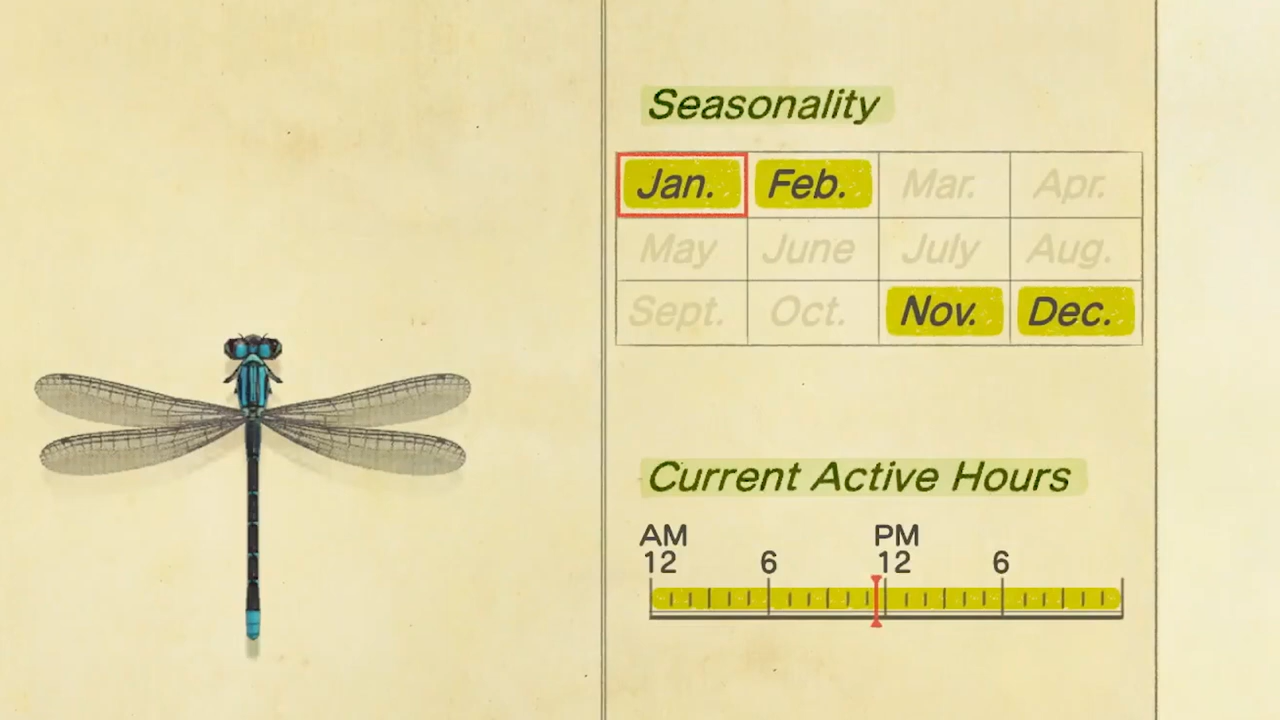 Seasonality
Jan. Feb. Mar. Apr.
May June July Aug.
Sept. Oct. Nov. Dec.
Current Active Hours
AM PM
12 6 12 6